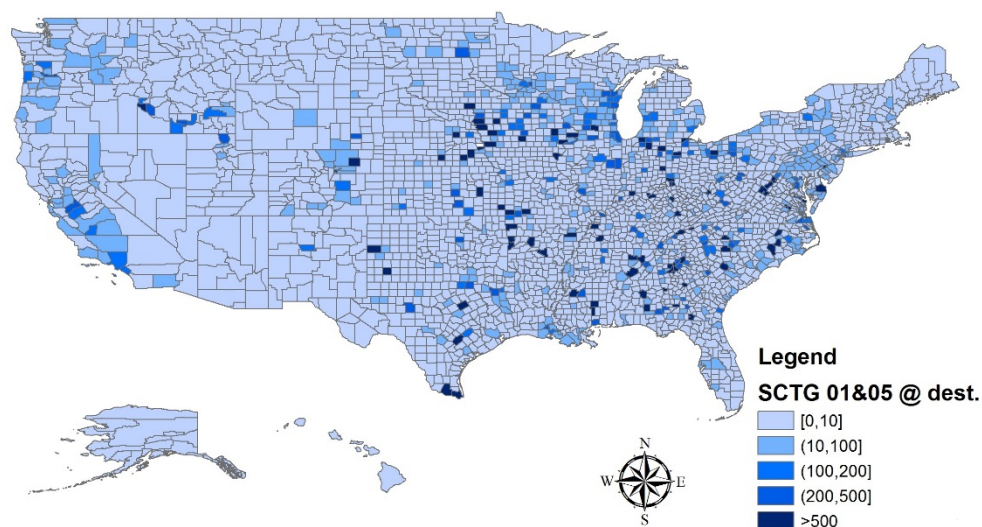 Legend
SCTG 01&05 @ dest.
[0,10]
(10,100]
(100,200]
(200,500]
>500
N
W
E
S